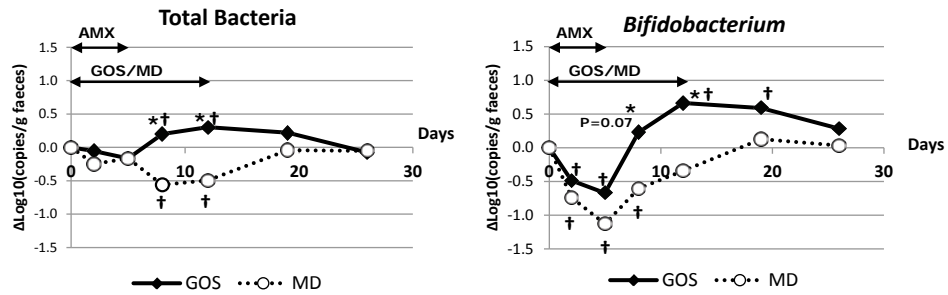 Total Bacteria
AMX
GOS/MD
1.5
1.0
0.5
0.0
-0.5
-1.0
-1.5
ΔLog10(copies/g faeces)
*†
*†
†
†
0
10
20
30
Days
GOS
MD
Bifidobacterium
AMX
GOS/MD
1.5
1.0
0.5
0.0
-0.5
-1.0
-1.5
ΔLog10(copies/g faeces)
*
P=0.07
*†
†
†
†
†
†
†
0
10
20
30
Days
GOS
MD